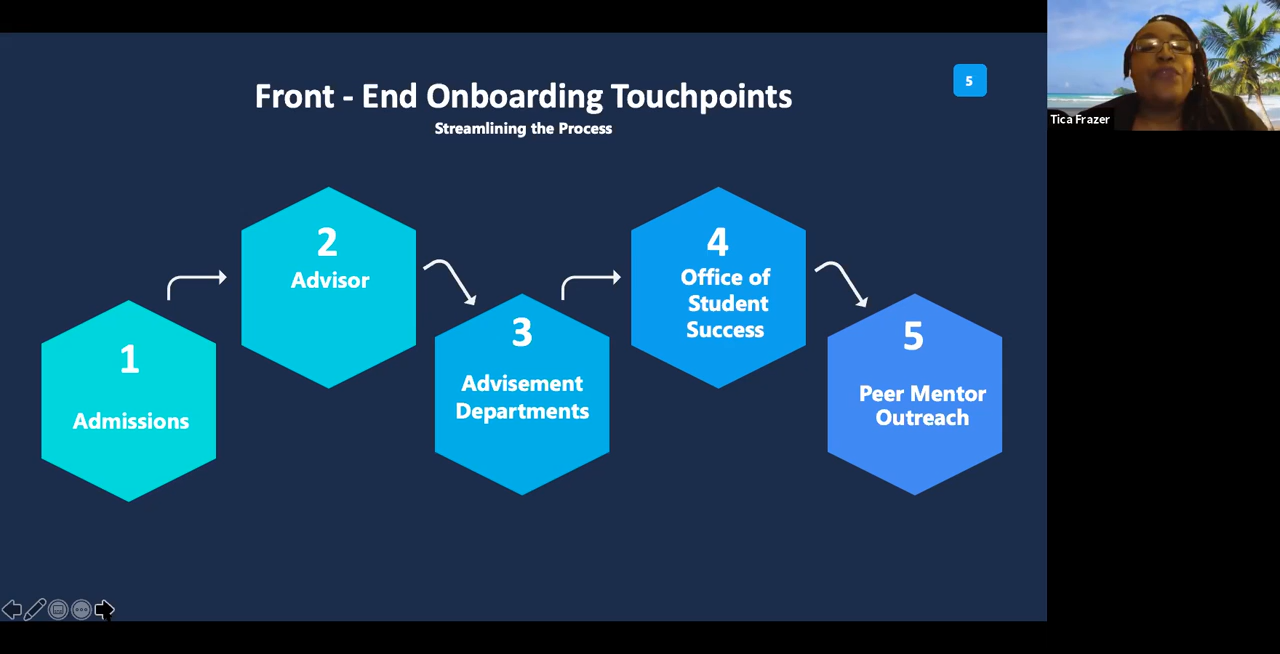 Front - End Onboarding Touchpoints
5
Streamlining the Process
1
Admissions
2
Advisor
3
Advisement
Departments
4
Office of
Student
Success
5
Peer Mentor
Outreach
Tica Frazer